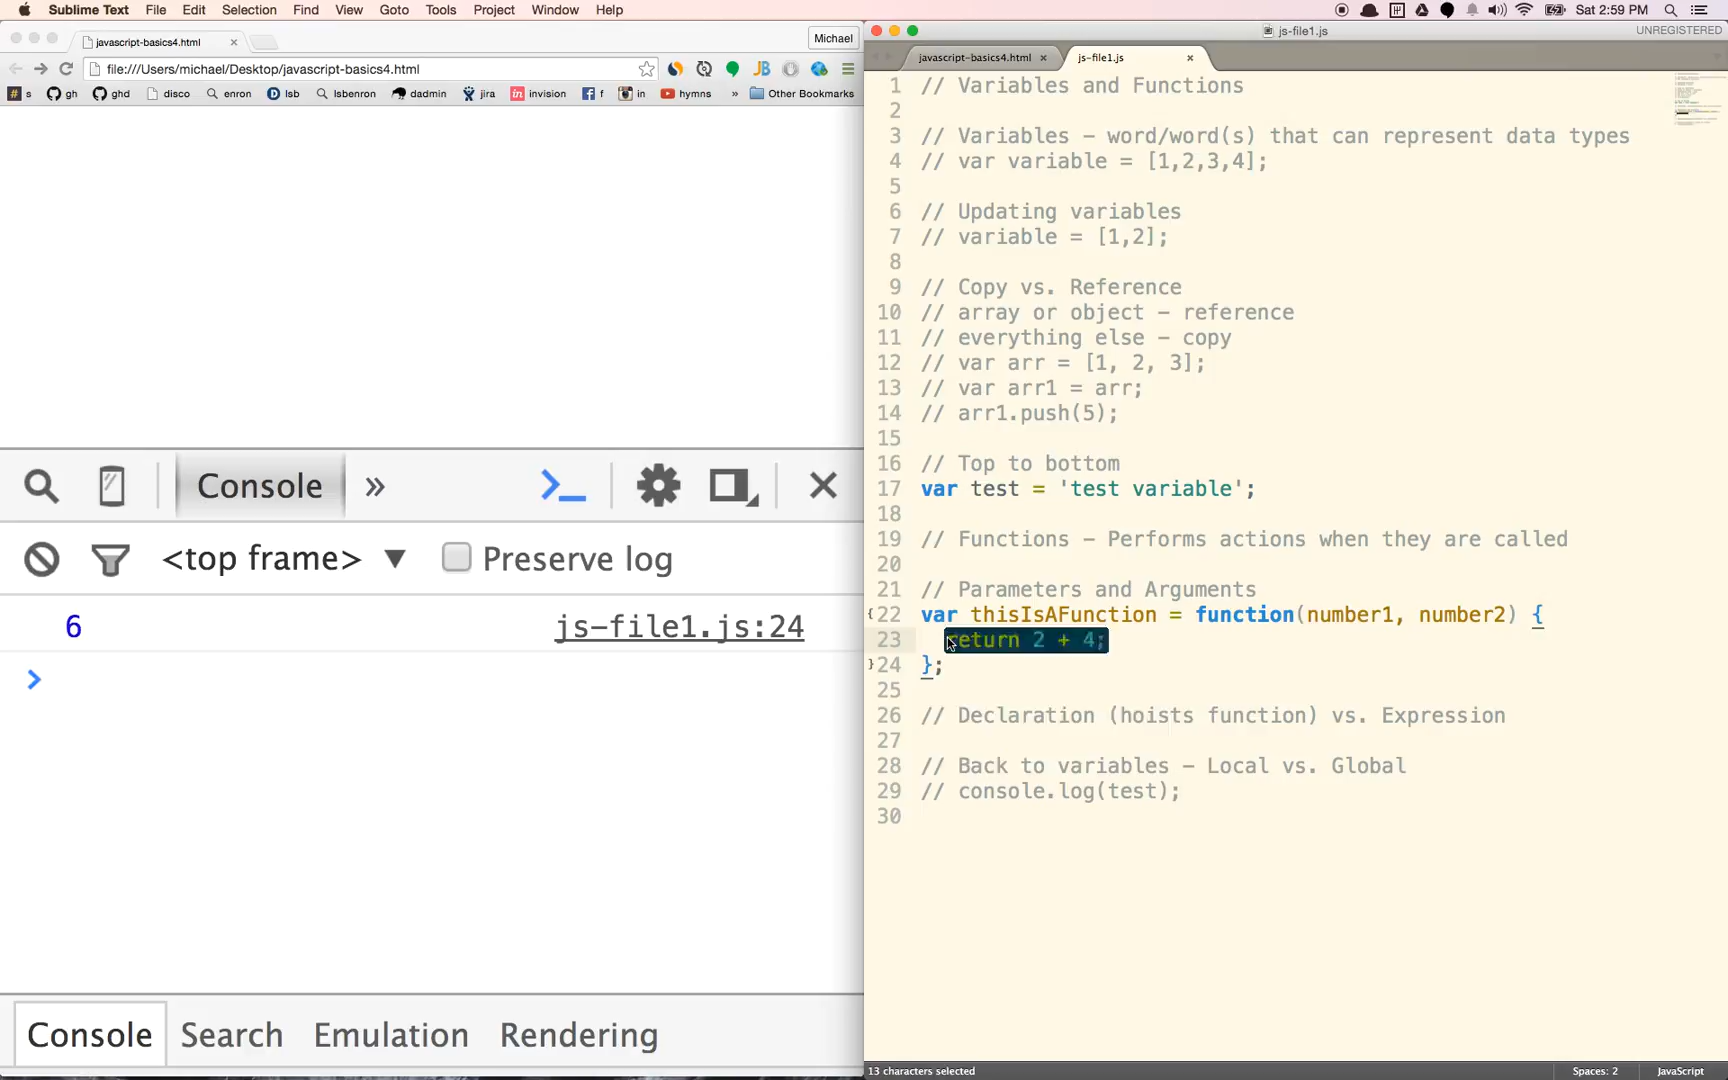 Sublime Text File Edit Selection Find View Goto Tools Project Window Help Sat 2:59 PM
javascript-basics4.html Michael
file:///Users/michael/Desktop/javascript-basics4.html
s gh ghd disco enron lsb lsbenron dadmin jira invision f in hymns » Other Bookmarks
Console »
<top frame> Preserve log
6 js-file1.js:24
Console Search Emulation Rendering
js-file1.js UNREGISTERED
javascript-basics4.html js-file1.js
1 // Variables and Functions
2
3 // Variables - word/word(s) that can represent data types
4 // var variable = [1,2,3,4];
5
6 // Updating variables
7 // variable = [1,2];
8
9 // Copy vs. Reference
10 // array or object - reference
11 // everything else - copy
12 // var arr = [1, 2, 3];
13 // var arr1 = arr;
14 // arr1.push(5);
15
16 // Top to bottom
17 var test = 'test variable';
18
19 // Functions - Performs actions when they are called
20
21 // Parameters and Arguments
22 var thisIsAFunction = function(number1, number2) {
23 return 2 + 4;
24 };
25
26 // Declaration (hoists function) vs. Expression
27
28 // Back to variables - Local vs. Global
29 // console.log(test);
30
13 characters selected Spaces: 2 JavaScript